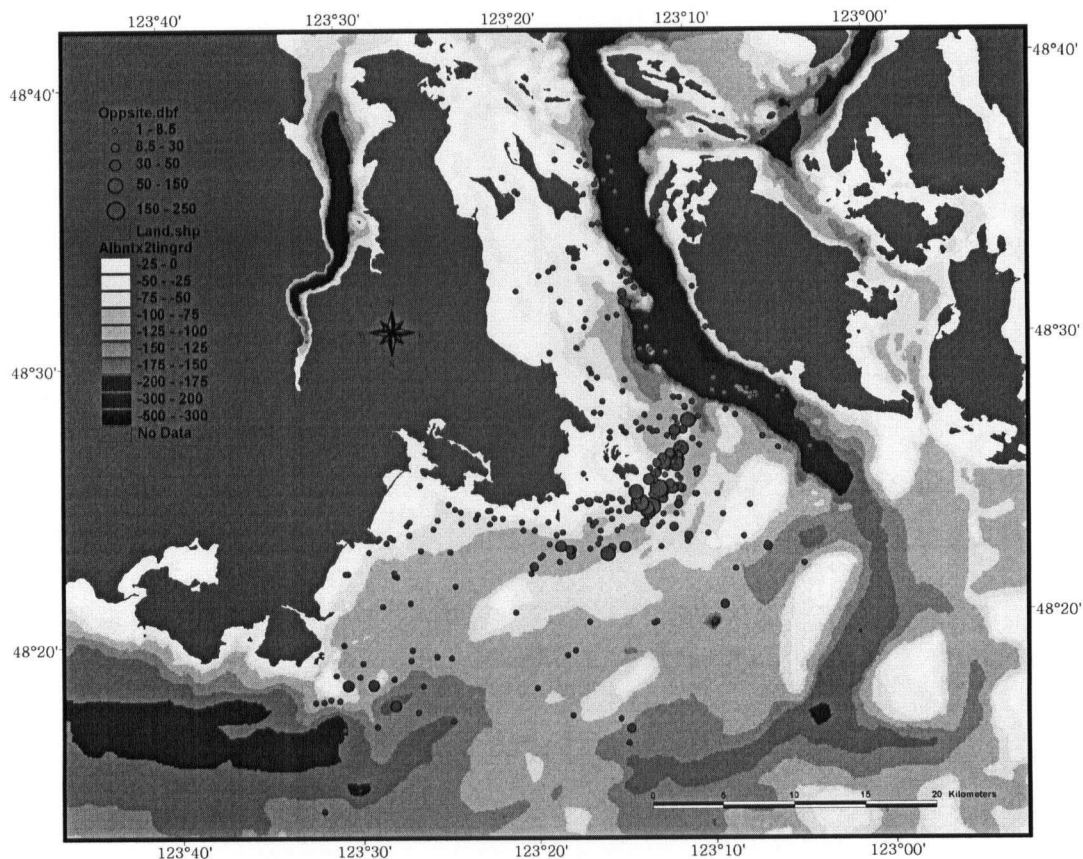 123°40' 123°30' 123°20' 123°10' 123°00'
48°40'
48°40'
Oppsite.dbf
1 - 8.5
8.5 - 30
30 - 50
50 - 150
150 - 250
Land.shp
Albntx2tingrd
-25 - 0
-50 - -25
-75 - -50
-100 - -75
-125 - -100
-150 - -125
-175 - -150
-200 - -175
-300 - -200
-500 - -300
No Data
48°30'
48°30'
48°20'
48°20'
0 5 10 15 20 Kilometers
123°40' 123°30' 123°20' 123°10' 123°00'